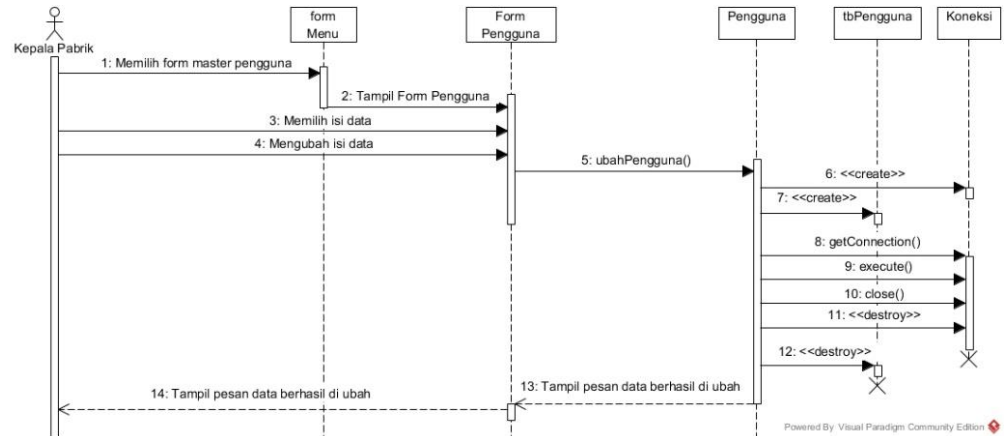 form
Menu
Form
Pengguna
Pengguna
tbPengguna
Koneksi
Kepala Pabrik
1: Memilih form master pengguna
2: Tampil Form Pengguna
3: Memilih isi data
4: Mengubah isi data
5: ubahPengguna()
6: <<create>>
7: <<create>>
8: getConnection()
9: execute()
10: close()
11: <<destroy>>
12: <<destroy>>
13: Tampil pesan data berhasil di ubah
14: Tampil pesan data berhasil di ubah
Powered By Visual Paradigm Community Edition